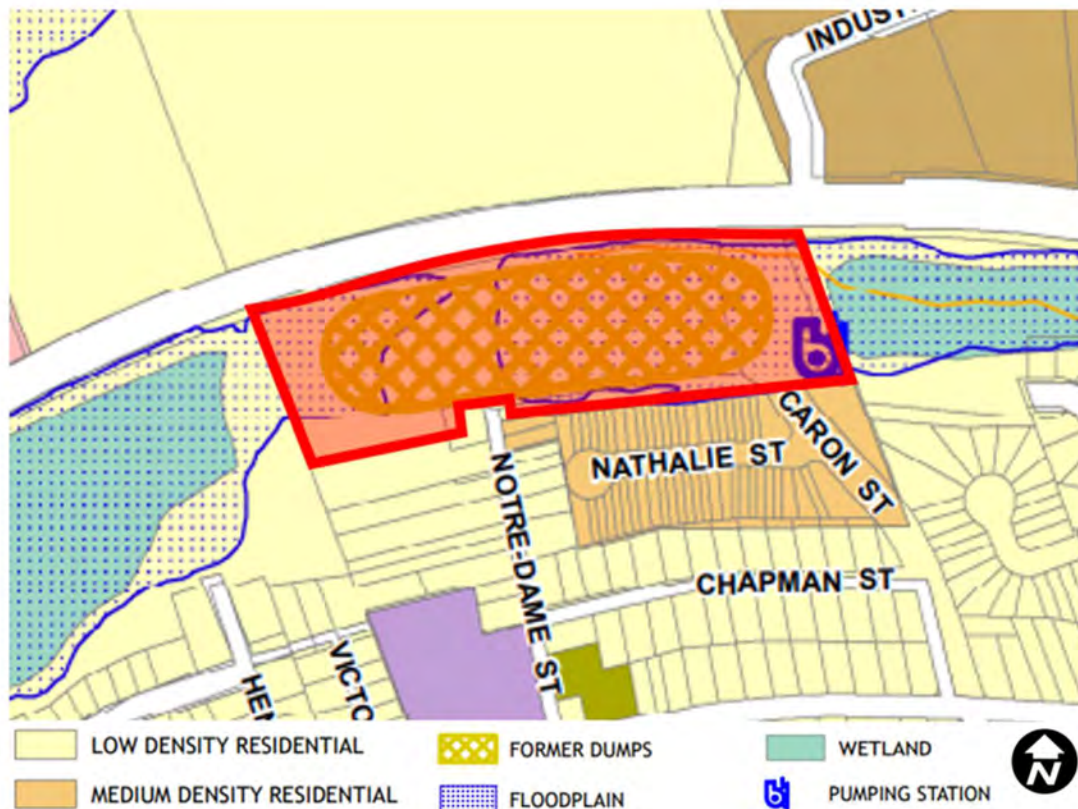 INDUST
NATHALIE ST
CARON ST
NOTRE-DAME ST
CHAPMAN ST
VICTO
HEN
LOW DENSITY RESIDENTIAL
FORMER DUMPS
WETLAND
MEDIUM DENSITY RESIDENTIAL
FLOODPLAIN
PUMPING STATION
N